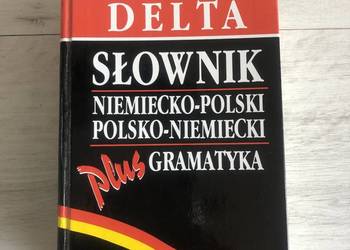 DELTA
SŁOWNIK
NIEMIECKO-POLSKI
POLSKO-NIEMIECKI
plus GRAMATYKA